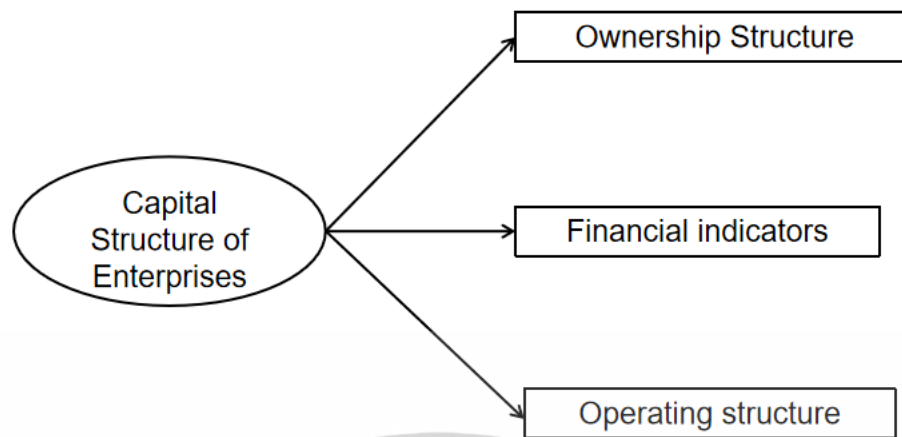 Ownership Structure
Capital
Structure of
Enterprises
Financial indicators
Operating structure